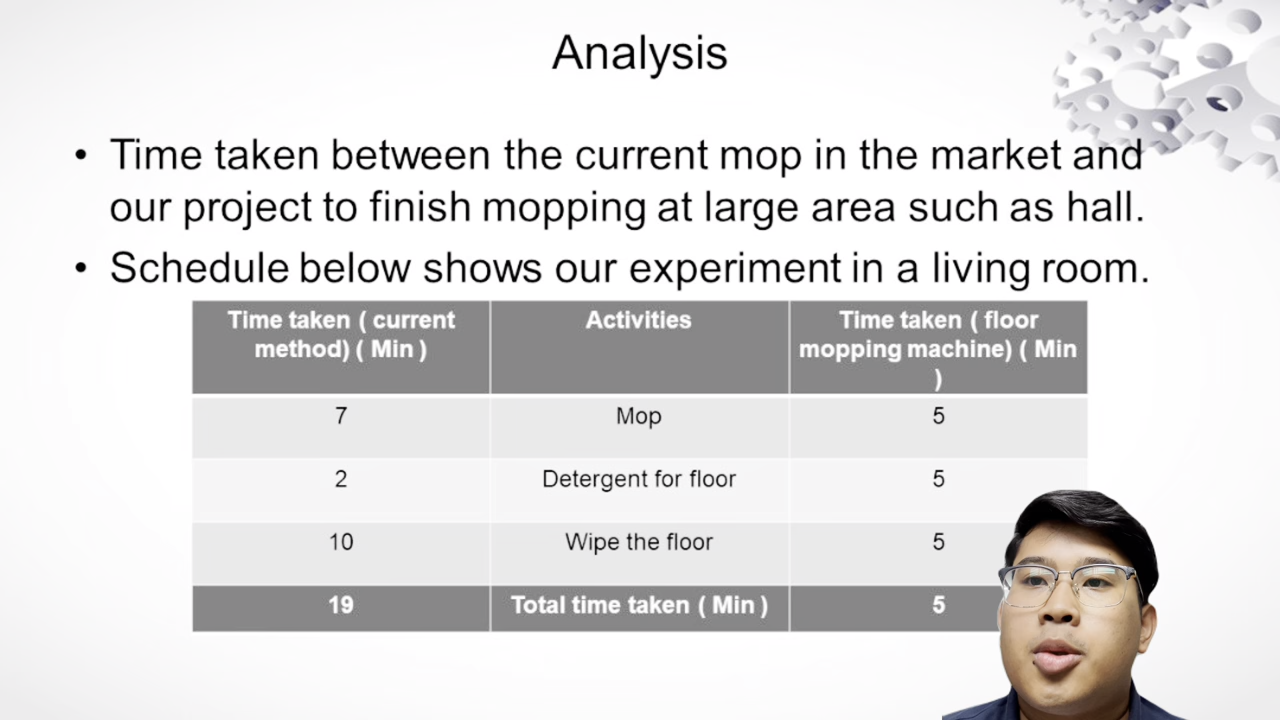 Analysis
• Time taken between the current mop in the market and
our project to finish mopping at large area such as hall.
• Schedule below shows our experiment in a living room.
Time taken ( current method) ( Min ) Activities Time taken ( floor mopping machine) ( Min )
7 Mop 5
2 Detergent for floor 5
10 Wipe the floor 5
19 Total time taken ( Min ) 5